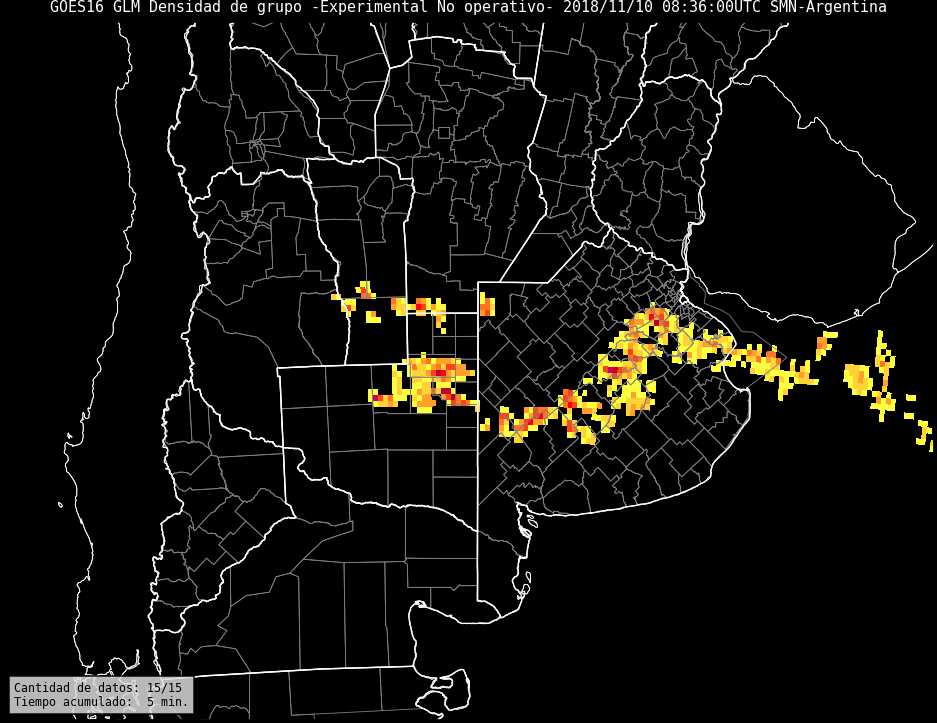 GOES16 GLM Densidad de grupo -Experimental No operativo- 2018/11/10 08:36:00UTC SMN-Argentina
Cantidad de datos: 15/15
Tiempo acumulado:  5 min.